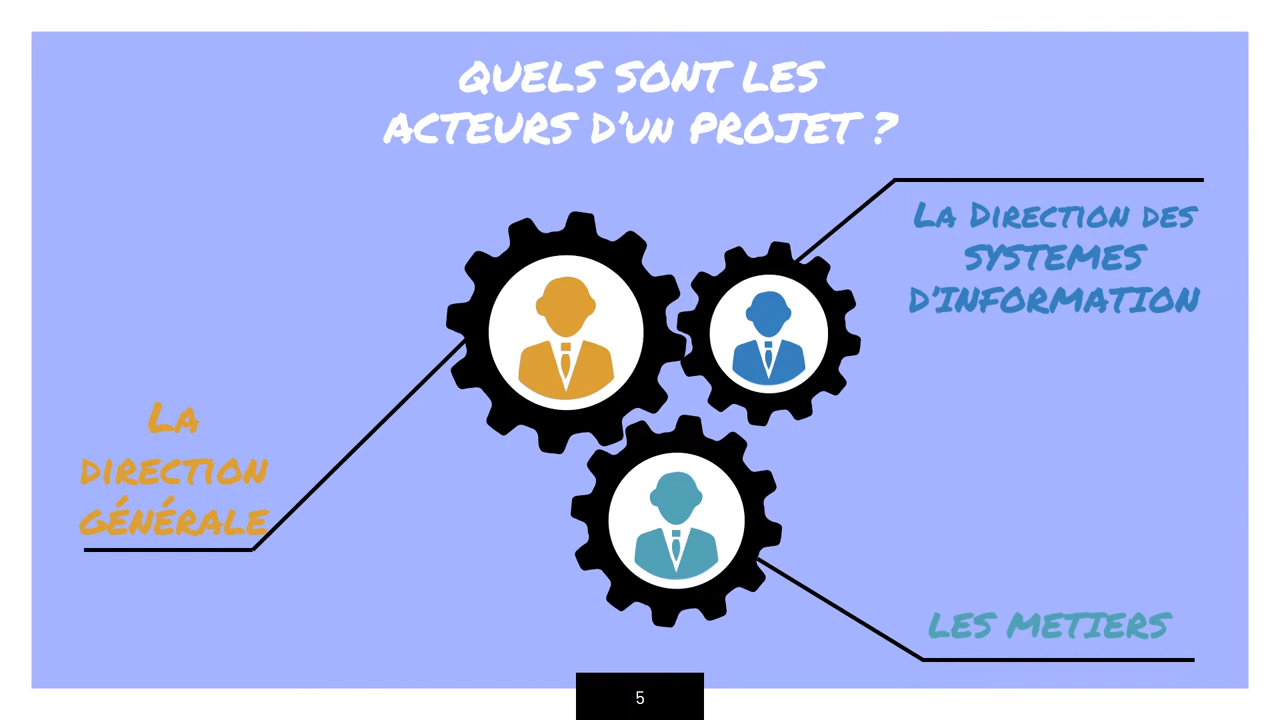 QUELS SONT LES
ACTEURS D'UN PROJET ?
LA DIRECTION DES
SYSTEMES
D'INFORMATION
LA
DIRECTION
GÉNÉRALE
LES METIERS
5